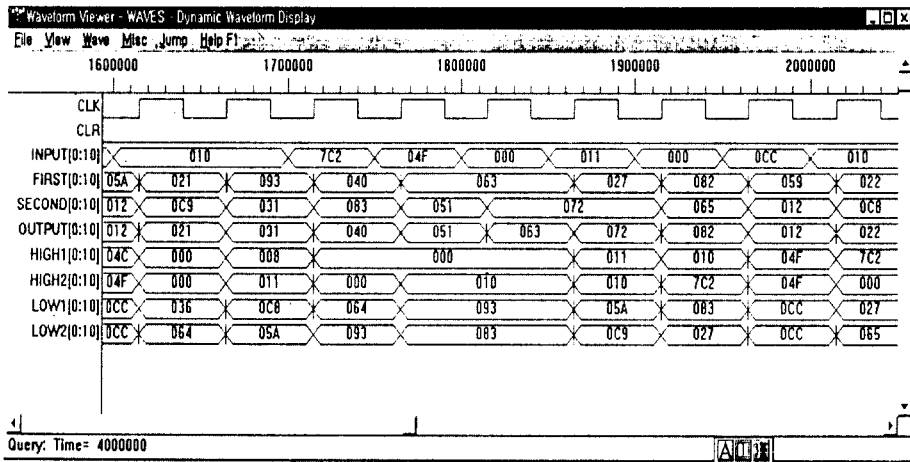 Waveform Viewer - WAVES - Dynamic Waveform Display
File View Wave Misc Jump Help F1
1600000 1700000 1800000 1900000 2000000
CLK
CLR
INPUT[0:10] 010 7C2 04F 000 011 000 0CC 010
FIRST[0:10] 05A 021 093 040 063 027 082 059 022
SECOND[0:10] 012 0C9 031 083 051 072 065 012 0C8
OUTPUT[0:10] 012 021 031 040 051 063 072 082 012 022
HIGH1[0:10] 04C 000 008 000 011 010 04F 7C2
HIGH2[0:10] 04F 000 011 000 010 010 7C2 04F 000
LOW1[0:10] 0CC 036 0C8 064 093 05A 083 0CC 027
LOW2[0:10] 0CC 064 05A 093 083 0C9 027 0CC 065
Query: Time= 4000000